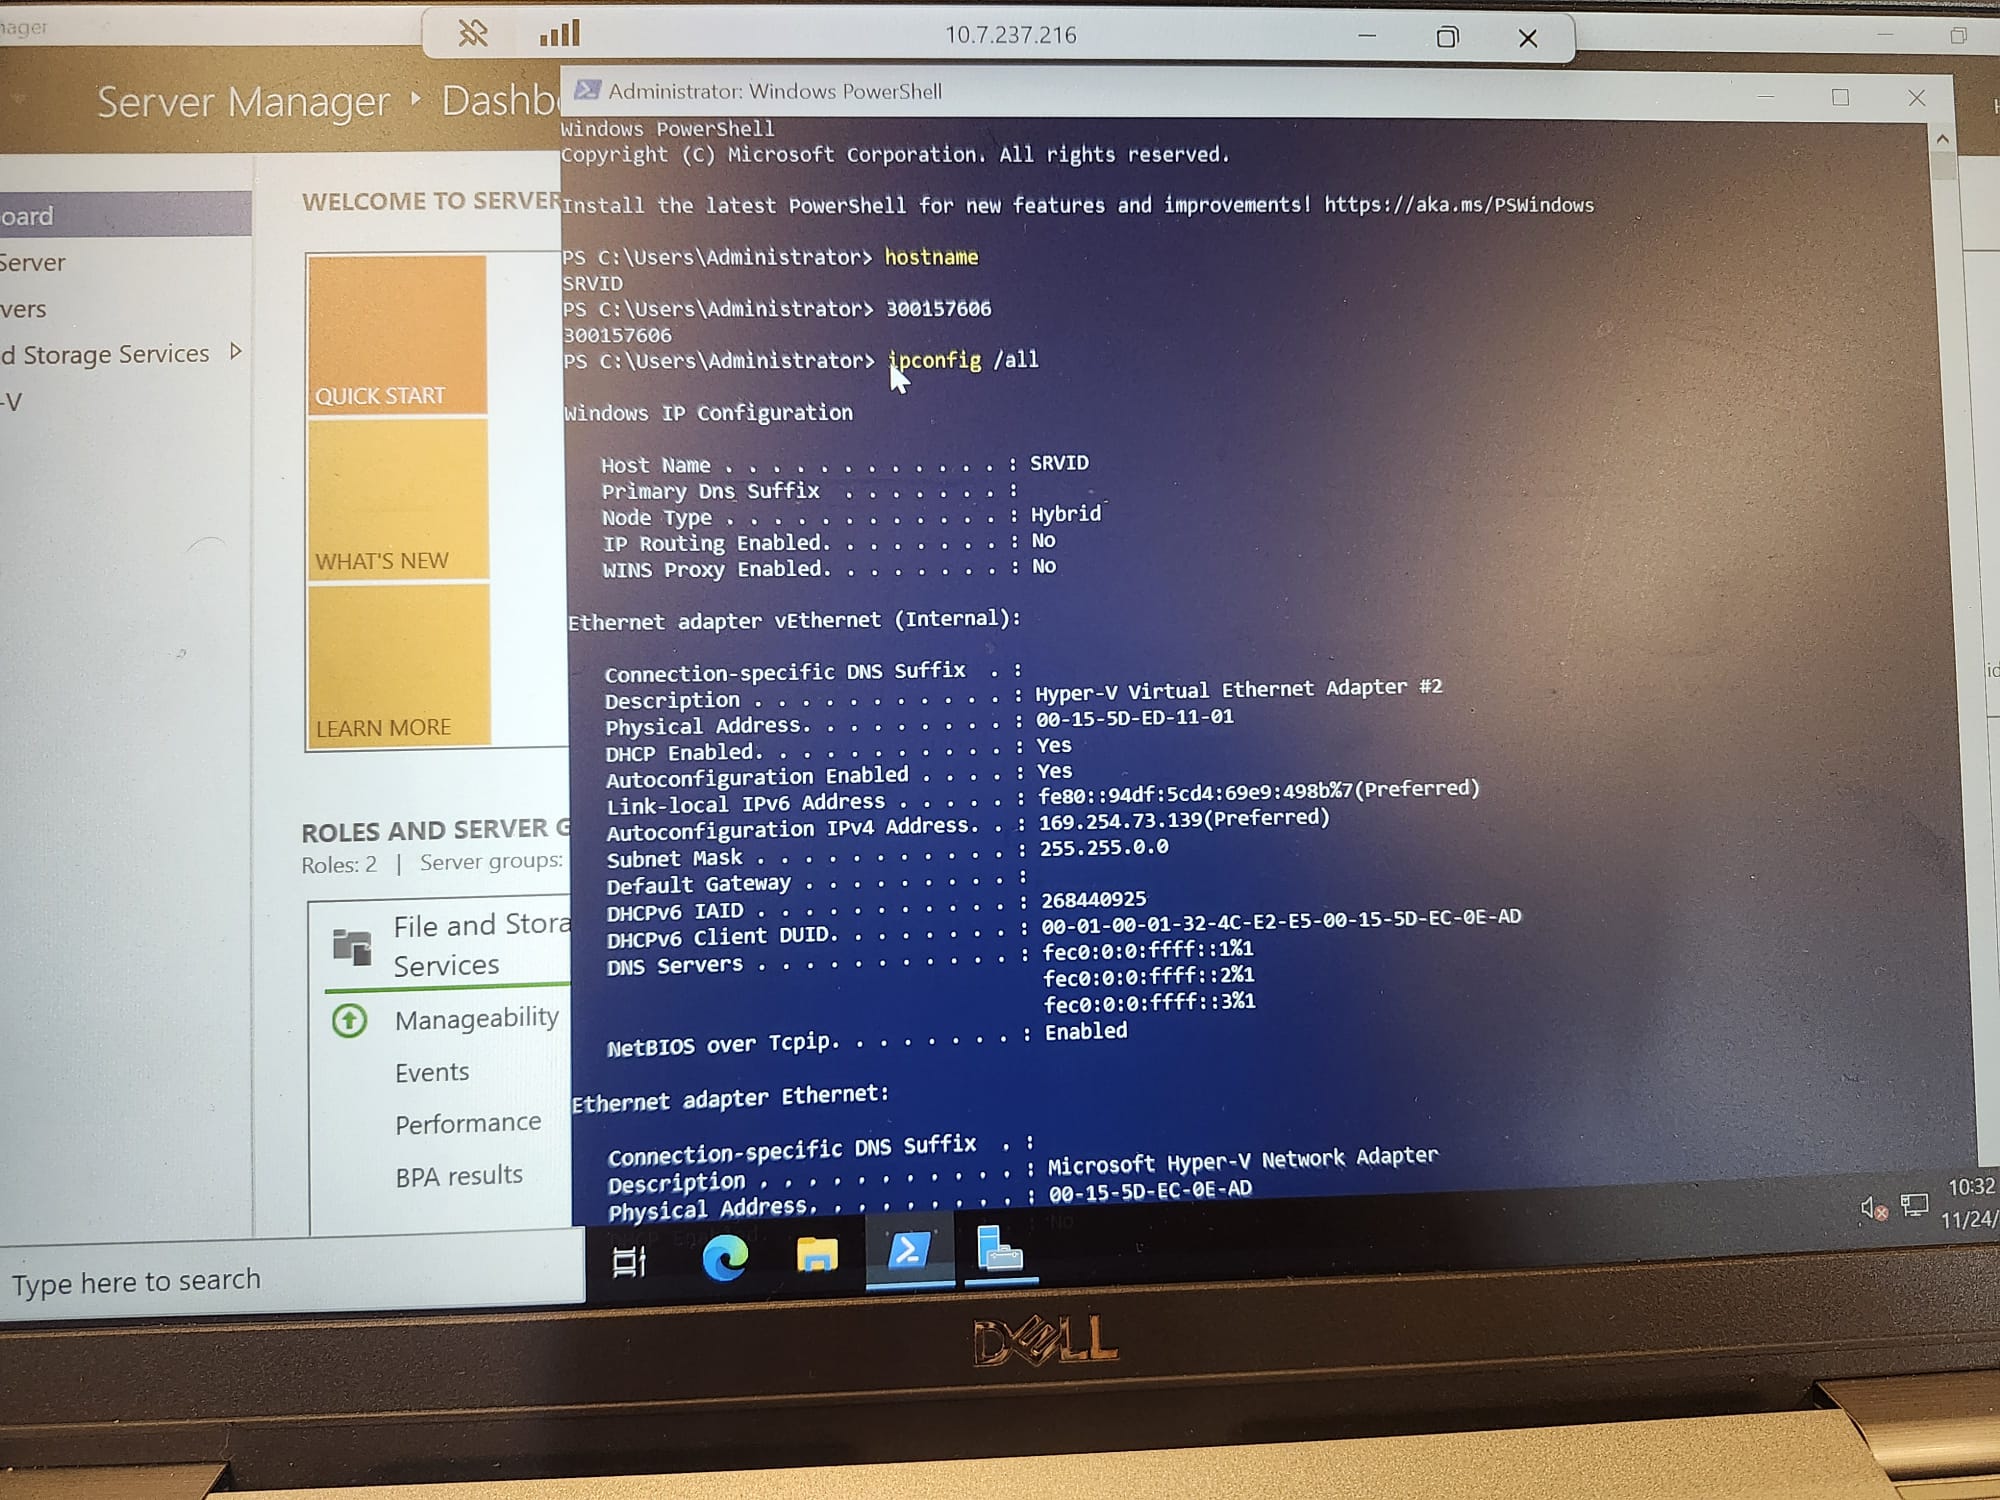 ager
10.7.237.216
Server Manager ‣ Dashb
Administrator: Windows PowerShell
Windows PowerShell
Copyright (C) Microsoft Corporation. All rights reserved.
Install the latest PowerShell for new features and improvements! https://aka.ms/PSWindows
PS C:\Users\Administrator> hostname
SRVID
PS C:\Users\Administrator> 300157606
300157606
PS C:\Users\Administrator> ipconfig /all
Windows IP Configuration
Host Name . . . . . . . . . . . . : SRVID
Primary Dns Suffix  . . . . . . . :
Node Type . . . . . . . . . . . . : Hybrid
IP Routing Enabled. . . . . . . . : No
WINS Proxy Enabled. . . . . . . . : No
Ethernet adapter vEthernet (Internal):
Connection-specific DNS Suffix  . :
Description . . . . . . . . . . . : Hyper-V Virtual Ethernet Adapter #2
Physical Address. . . . . . . . . : 00-15-5D-ED-11-01
DHCP Enabled. . . . . . . . . . . : Yes
Autoconfiguration Enabled . . . . : Yes
Link-local IPv6 Address . . . . . : fe80::94df:5cd4:69e9:498b%7(Preferred)
Autoconfiguration IPv4 Address. . : 169.254.73.139(Preferred)
Subnet Mask . . . . . . . . . . . : 255.255.0.0
Default Gateway . . . . . . . . . :
DHCPv6 IAID . . . . . . . . . . . : 268440925
DHCPv6 Client DUID. . . . . . . . : 00-01-00-01-32-4C-E2-E5-00-15-5D-EC-0E-AD
DNS Servers . . . . . . . . . . . : fec0:0:0:ffff::1%1
fec0:0:0:ffff::2%1
fec0:0:0:ffff::3%1
NetBIOS over Tcpip. . . . . . . . : Enabled
Ethernet adapter Ethernet:
Connection-specific DNS Suffix  . :
Description . . . . . . . . . . . : Microsoft Hyper-V Network Adapter
Physical Address. . . . . . . . . : 00-15-5D-EC-0E-AD
oard
Server
vers
d Storage Services
-V
WELCOME TO SERVER
QUICK START
WHAT'S NEW
LEARN MORE
ROLES AND SERVER G
Roles: 2 | Server groups:
File and Stora
Services
Manageability
Events
Performance
BPA results
Type here to search
10:32
11/24/
DELL